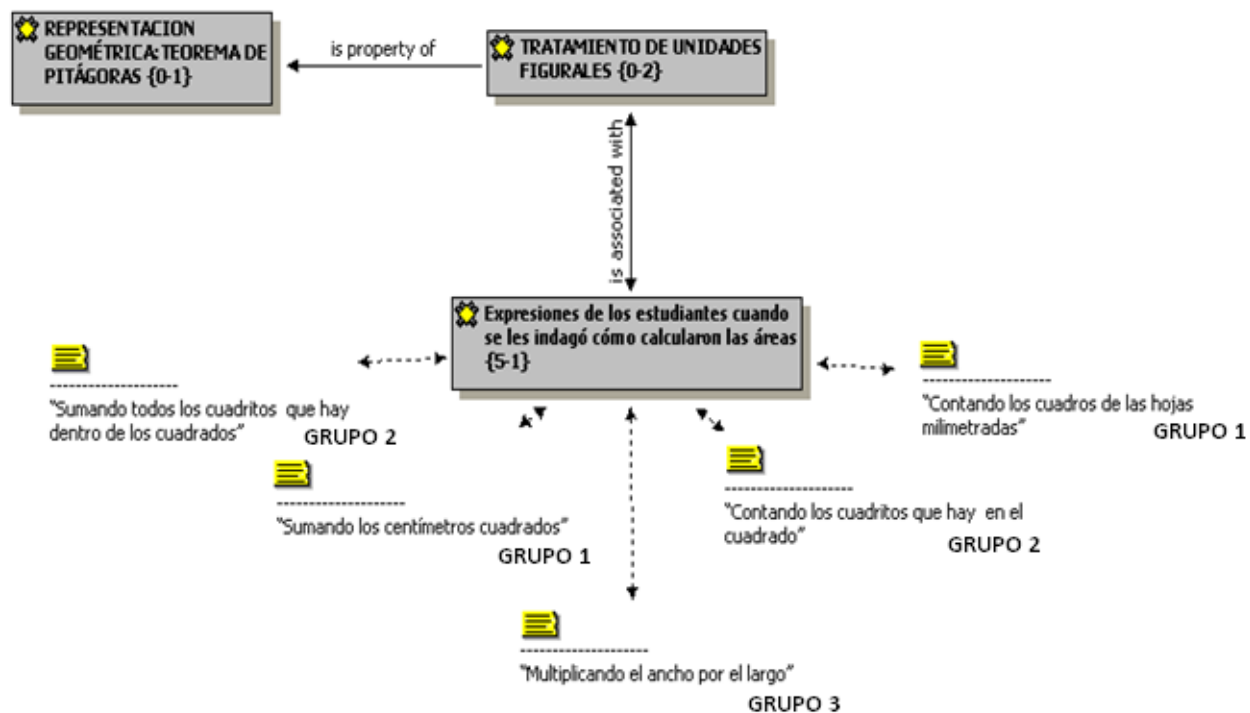 REPRESENTACION
GEOMÉTRICA: TEOREMA DE
PITÁGORAS {0-1}
is property of
TRATAMIENTO DE UNIDADES
FIGURALES {0-2}
is associated with
Expresiones de los estudiantes cuando
se les indagó cómo calcularon las áreas
{5-1}
"Sumando todos los cuadritos que hay
dentro de los cuadrados"
GRUPO 2
"Contando los cuadros de las hojas
milimetradas"
GRUPO 1
"Sumando los centímetros cuadrados"
GRUPO 1
"Contando los cuadritos que hay en el
cuadrado"
GRUPO 2
"Multiplicando el ancho por el largo"
GRUPO 3